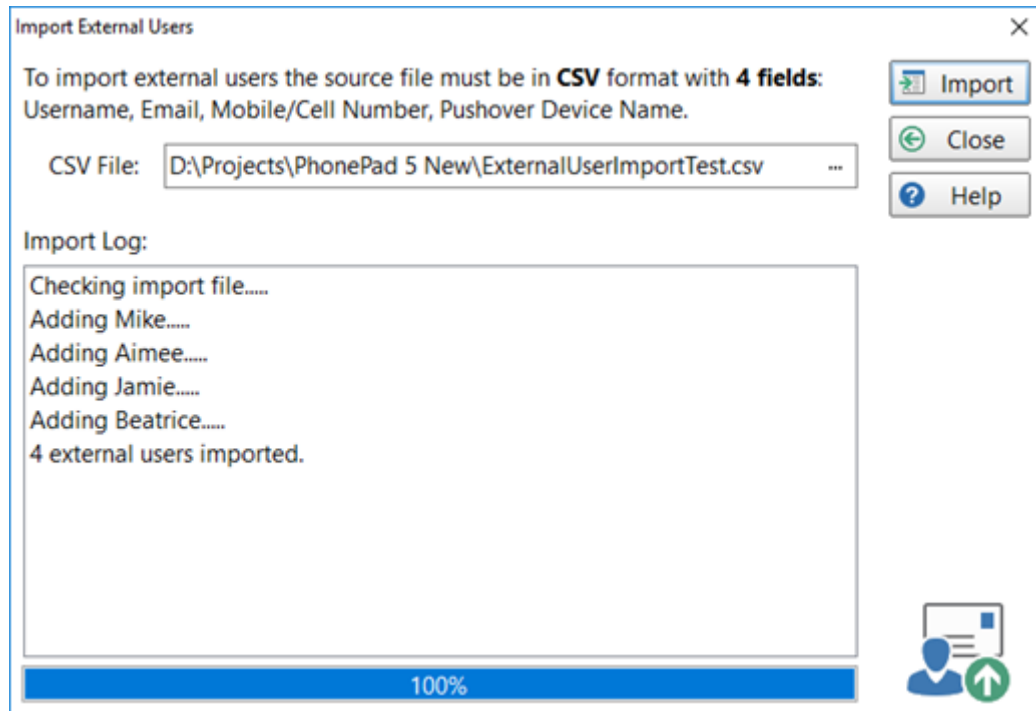 Import External Users
To import external users the source file must be in CSV format with 4 fields:
Username, Email, Mobile/Cell Number, Pushover Device Name.
Import
Close
Help
CSV File: D:\Projects\PhonePad 5 New\ExternalUserImportTest.csv ...
Import Log:
Checking import file.....
Adding Mike.....
Adding Aimee.....
Adding Jamie.....
Adding Beatrice.....
4 external users imported.
100%